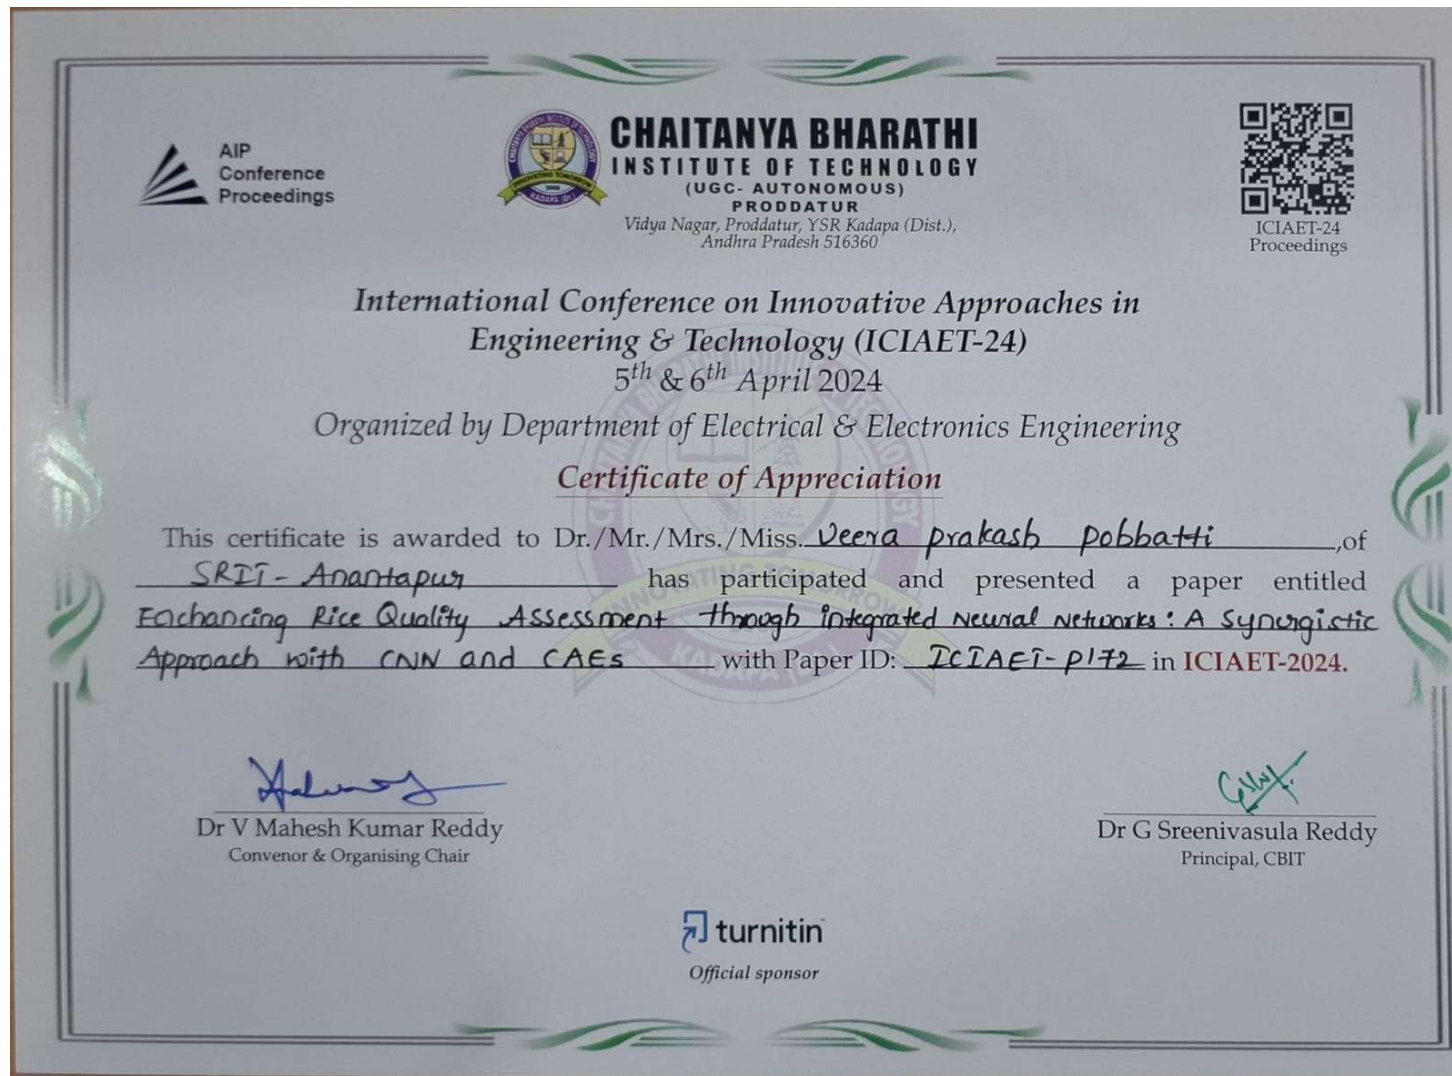 AIP
Conference
Proceedings
CHAITANYA BHARATHI
INSTITUTE OF TECHNOLOGY
(UGC- AUTONOMOUS)
PRODDATUR
Vidya Nagar, Proddatur, YSR Kadapa (Dist.),
Andhra Pradesh 516360
ICIAET-24
Proceedings
International Conference on Innovative Approaches in
Engineering & Technology (ICIAET-24)
5th & 6th April 2024
Organized by Department of Electrical & Electronics Engineering
Certificate of Appreciation
This certificate is awarded to Dr./Mr./Mrs./Miss. Veera prakash pobbatti ,of
SRIT- Anantapur has participated and presented a paper entitled
Enchancing Rice Quality Assessment through integrated Neural Networks: A Synergistic
Approach with CNN and CAEs with Paper ID: ICIAET-P172 in ICIAET-2024.
Dr V Mahesh Kumar Reddy
Convenor & Organising Chair
Dr G Sreenivasula Reddy
Principal, CBIT
turnitin
Official sponsor